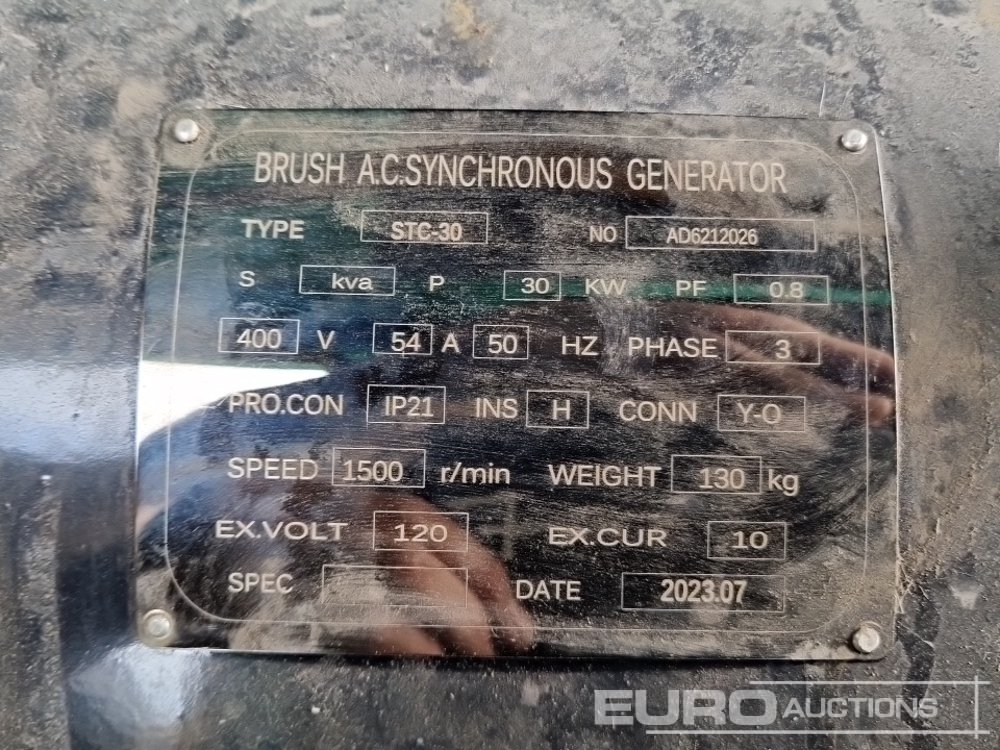 BRUSH A.C.SYNCHRONOUS GENERATOR
TYPE STC-30 NO AD6212026
S kva P 30 KW PF 0.8
400 V 54 A 50 HZ PHASE 3
PRO.CON IP21 INS H CONN Y-O
SPEED 1500 r/min WEIGHT 130 kg
EX.VOLT 120 EX.CUR 10
SPEC DATE 2023.07
EURO AUCTIONS